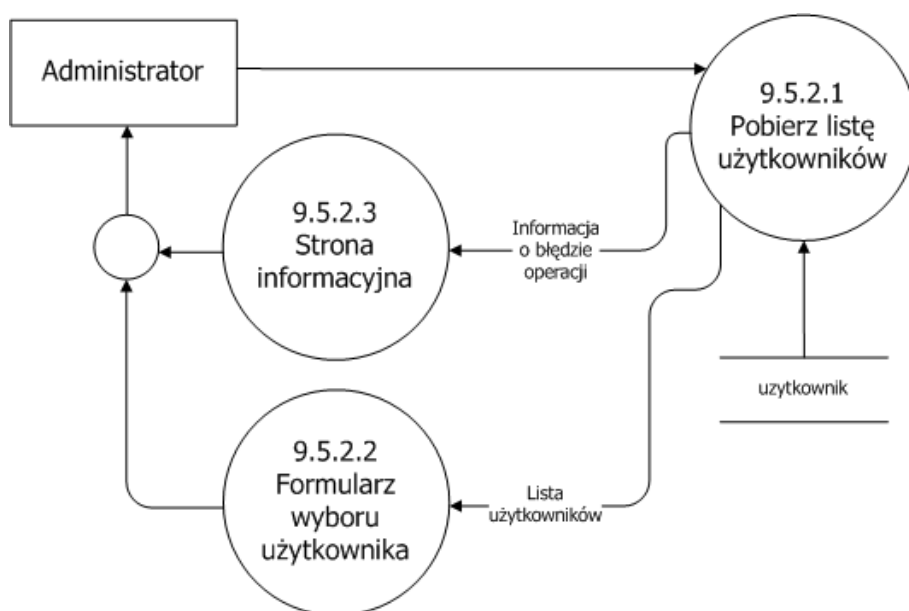 Administrator
9.5.2.1
Pobierz listę
użytkowników
9.5.2.3
Strona
informacyjna
Informacja
o błędzie
operacji
uzytkownik
9.5.2.2
Formularz
wyboru
użytkownika
Lista
użytkowników